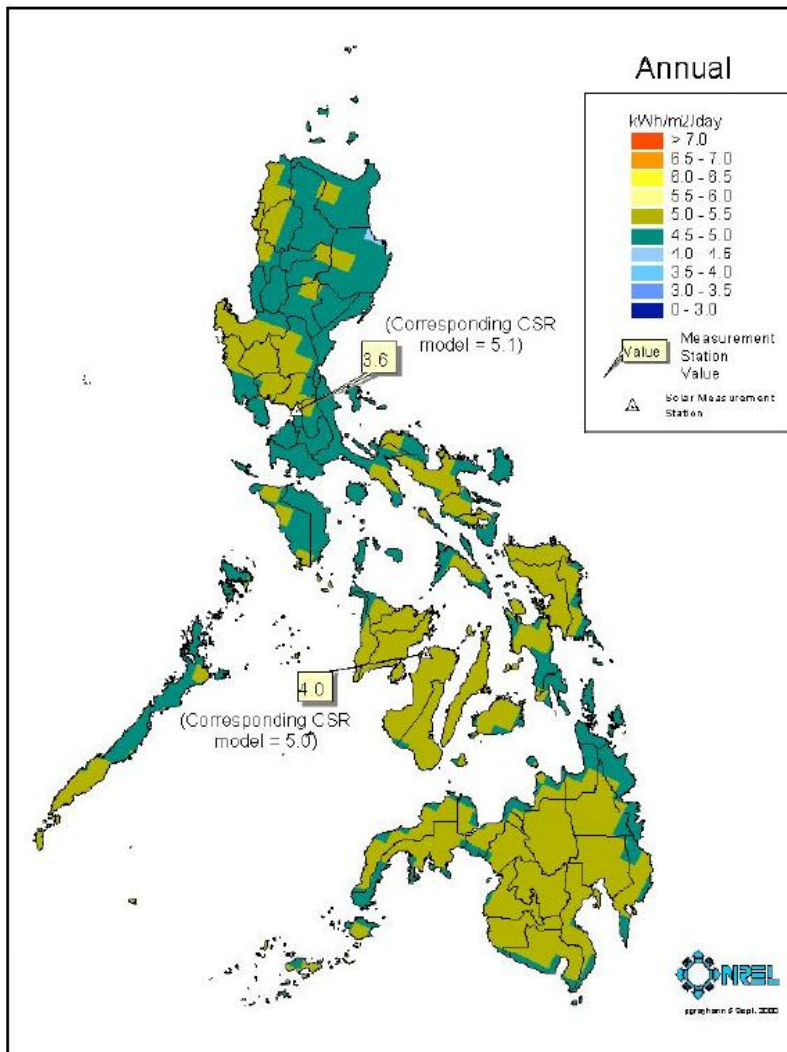 Annual
kWh/m2/day
> 7.0
6.5 - 7.0
6.0 - 6.5
5.5 - 6.0
5.0 - 5.5
4.5 - 5.0
4.0 - 4.5
3.5 - 4.0
3.0 - 3.5
0 - 3.0
Value
Measurement
Station
Value
Solar Measurement
Station
(Corresponding CSR
model = 5.1)
3.6
4.0
(Corresponding CSR
model = 5.0)
NREL
5 Sept. 2000